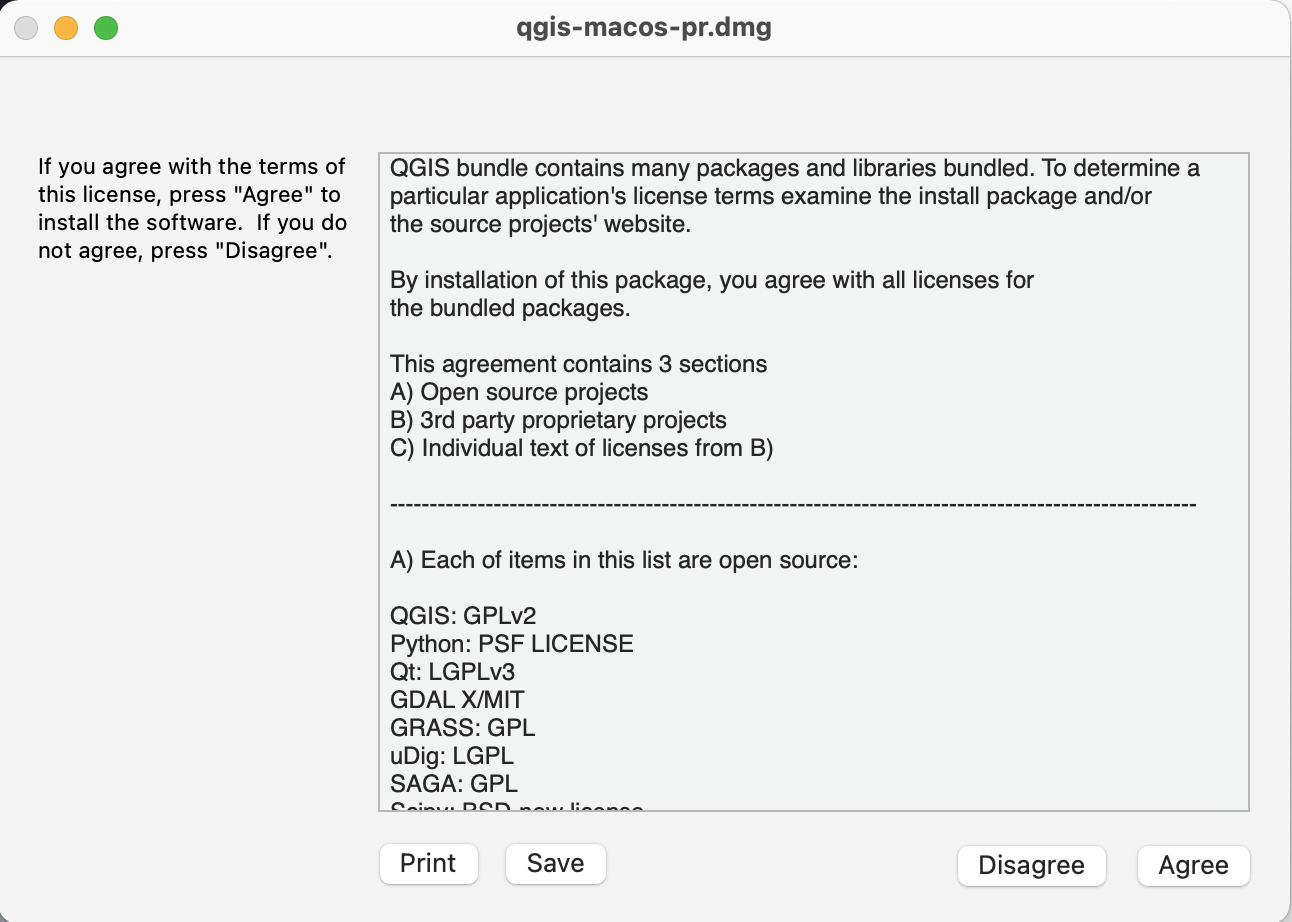 qgis-macos-pr.dmg
If you agree with the terms of
this license, press "Agree" to
install the software.  If you do
not agree, press "Disagree".
QGIS bundle contains many packages and libraries bundled. To determine a
particular application's license terms examine the install package and/or
the source projects' website.
By installation of this package, you agree with all licenses for
the bundled packages.
This agreement contains 3 sections
A) Open source projects
B) 3rd party proprietary projects
C) Individual text of licenses from B)
----------------------------------------------------------------------------------------------------
A) Each of items in this list are open source:
QGIS: GPLv2
Python: PSF LICENSE
Qt: LGPLv3
GDAL X/MIT
GRASS: GPL
uDig: LGPL
SAGA: GPL
Scipy: BSD-new license
Print
Save
Disagree
Agree